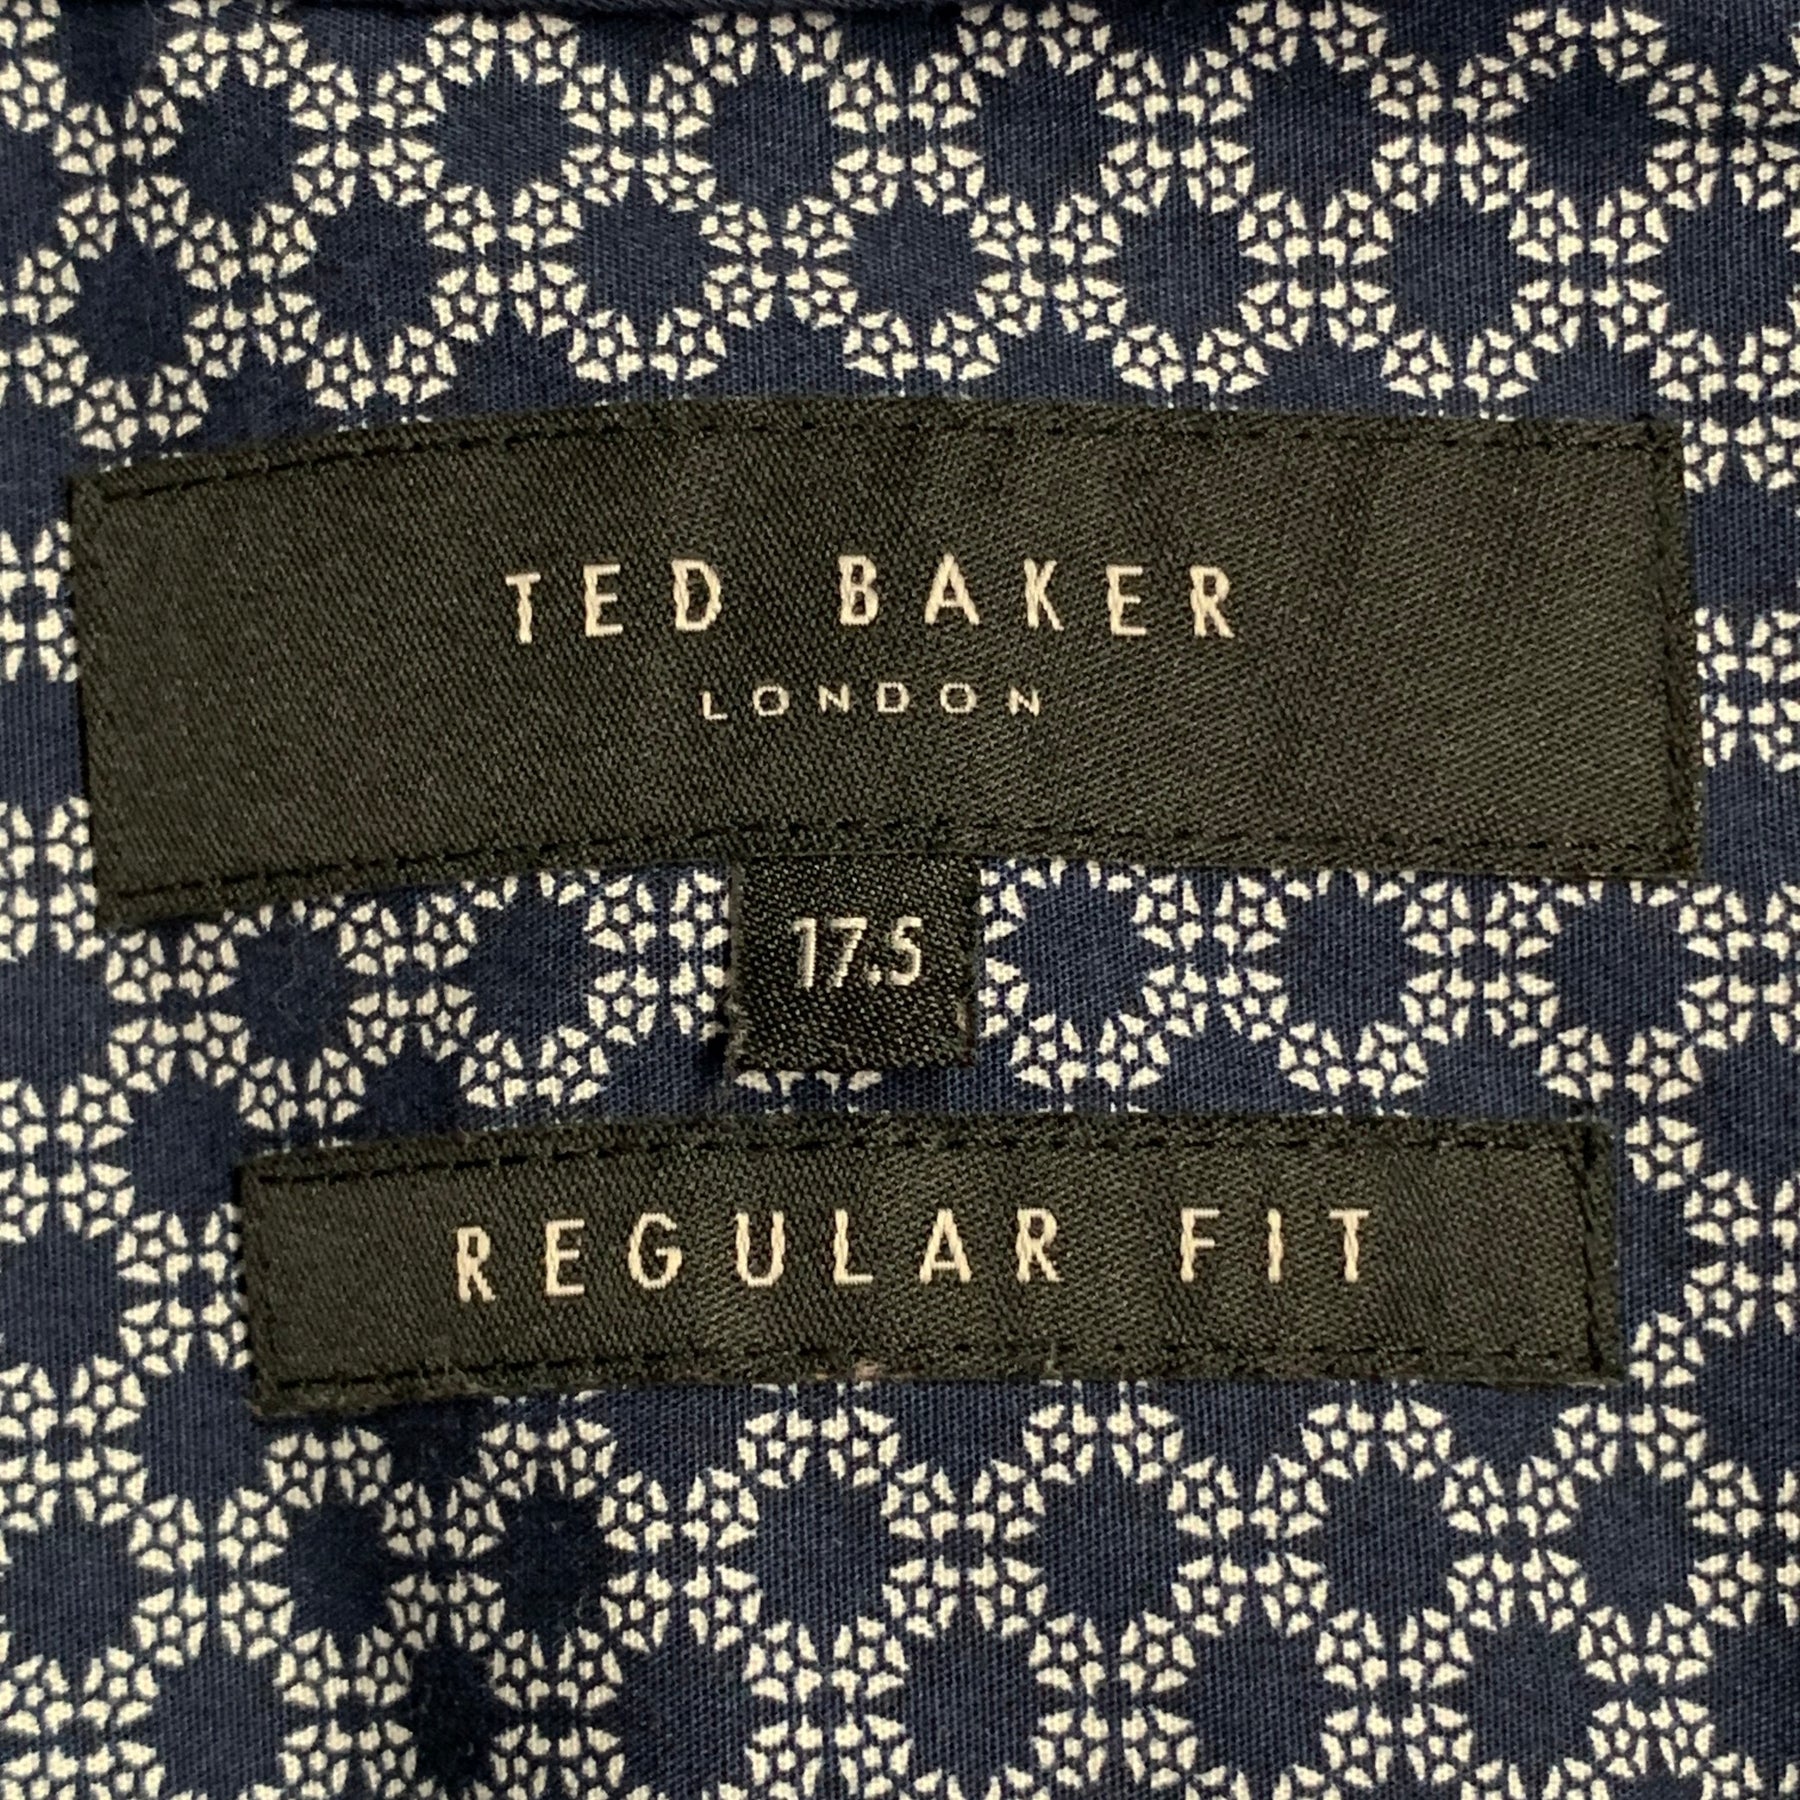 TED BAKER
LONDON
17.5
REGULAR FIT